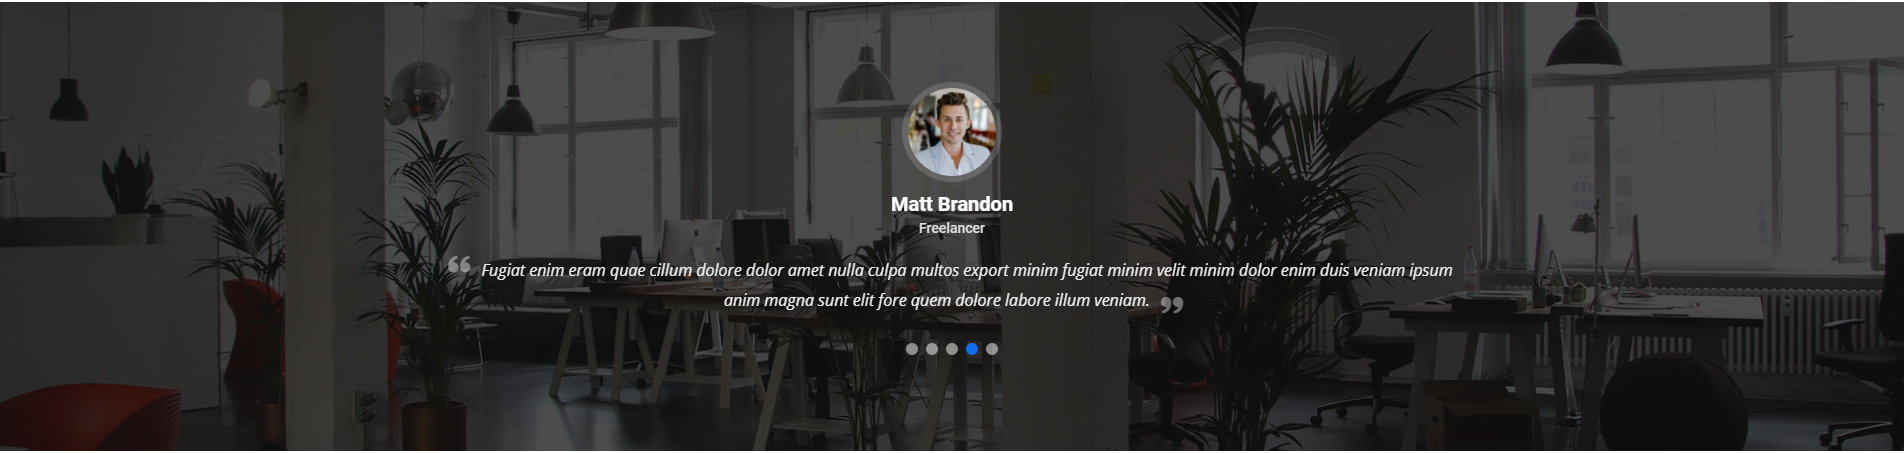 Matt Brandon
Freelancer
“ Fugiat enim eram quae cillum dolore dolor amet nulla culpa multos export minim fugiat minim velit minim dolor enim duis veniam ipsum
anim magna sunt elit fore quem dolore labore illum veniam. ”